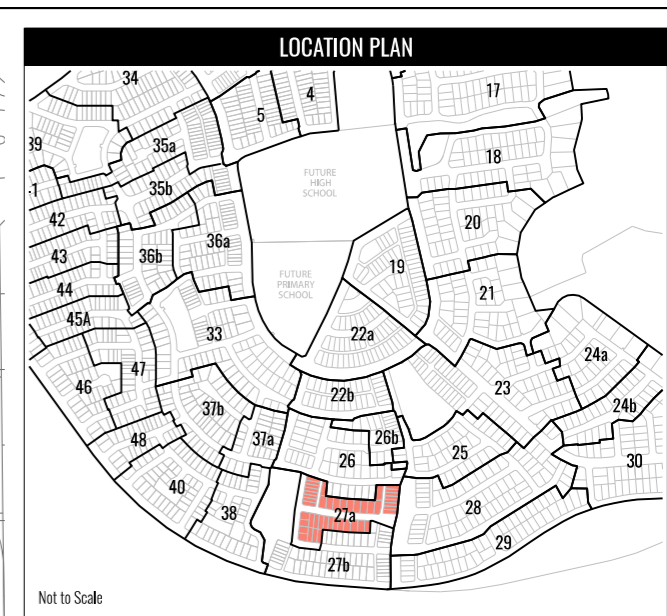 LOCATION PLAN
34
4
5
17
39
35a
18
35b
FUTURE
HIGH
SCHOOL
42
20
36a
43
36b
19
44
FUTURE
PRIMARY
SCHOOL
21
45A
33
22a
24a
47
46
23
22b
24b
37b
37a
26b
48
25
26
30
40
28
38
27a
29
27b
Not to Scale